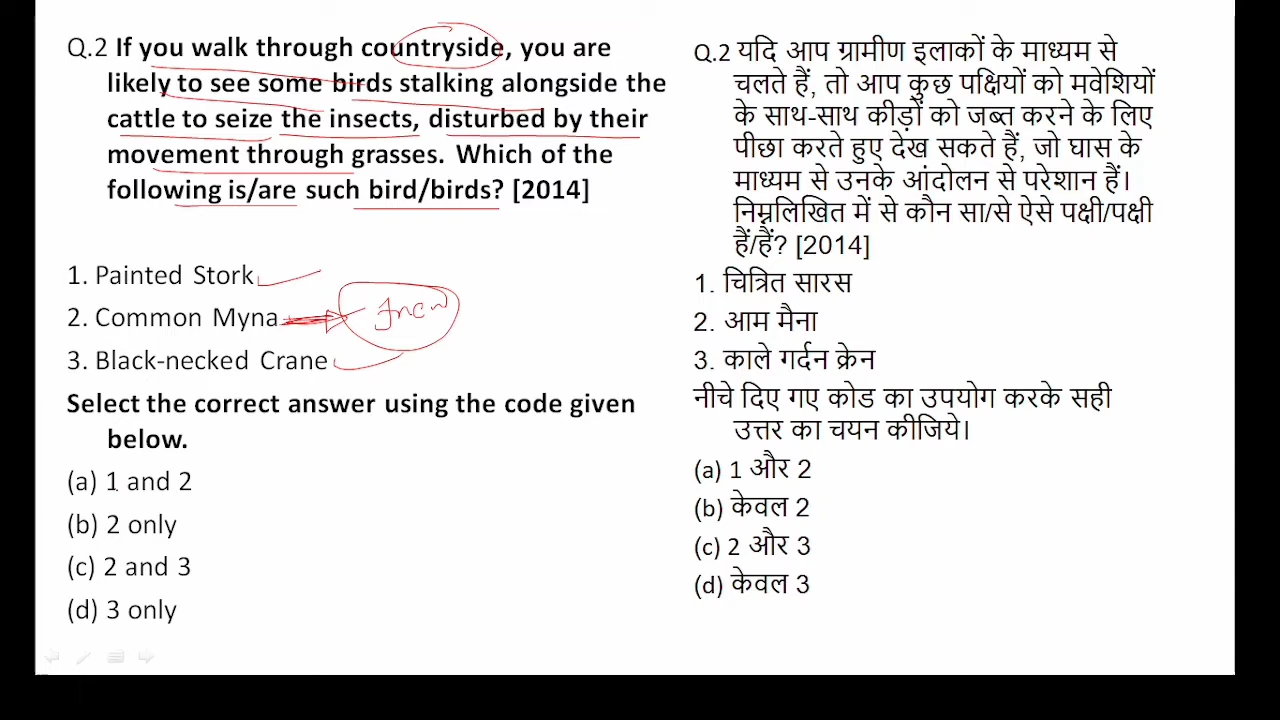 Q.2 If you walk through countryside, you are
likely to see some birds stalking alongside the
cattle to seize the insects, disturbed by their
movement through grasses. Which of the
following is/are such bird/birds? [2014]
1. Painted Stork
2. Common Myna
3. Black-necked Crane
Select the correct answer using the code given
below.
(a) 1 and 2
(b) 2 only
(c) 2 and 3
(d) 3 only
Q.2 यदि आप ग्रामीण इलाकों के माध्यम से
चलते हैं, तो आप कुछ पक्षियों को मवेशियों
के साथ-साथ कीड़ों को जब्त करने के लिए
पीछा करते हुए देख सकते हैं, जो घास के
माध्यम से उनके आंदोलन से परेशान हैं।
निम्नलिखित में से कौन सा/से ऐसे पक्षी/पक्षी
हैं/हैं? [2014]
1. चित्रित सारस
2. आम मैना
3. काले गर्दन क्रेन
नीचे दिए गए कोड का उपयोग करके सही
उत्तर का चयन कीजिये।
(a) 1 और 2
(b) केवल 2
(c) 2 और 3
(d) केवल 3